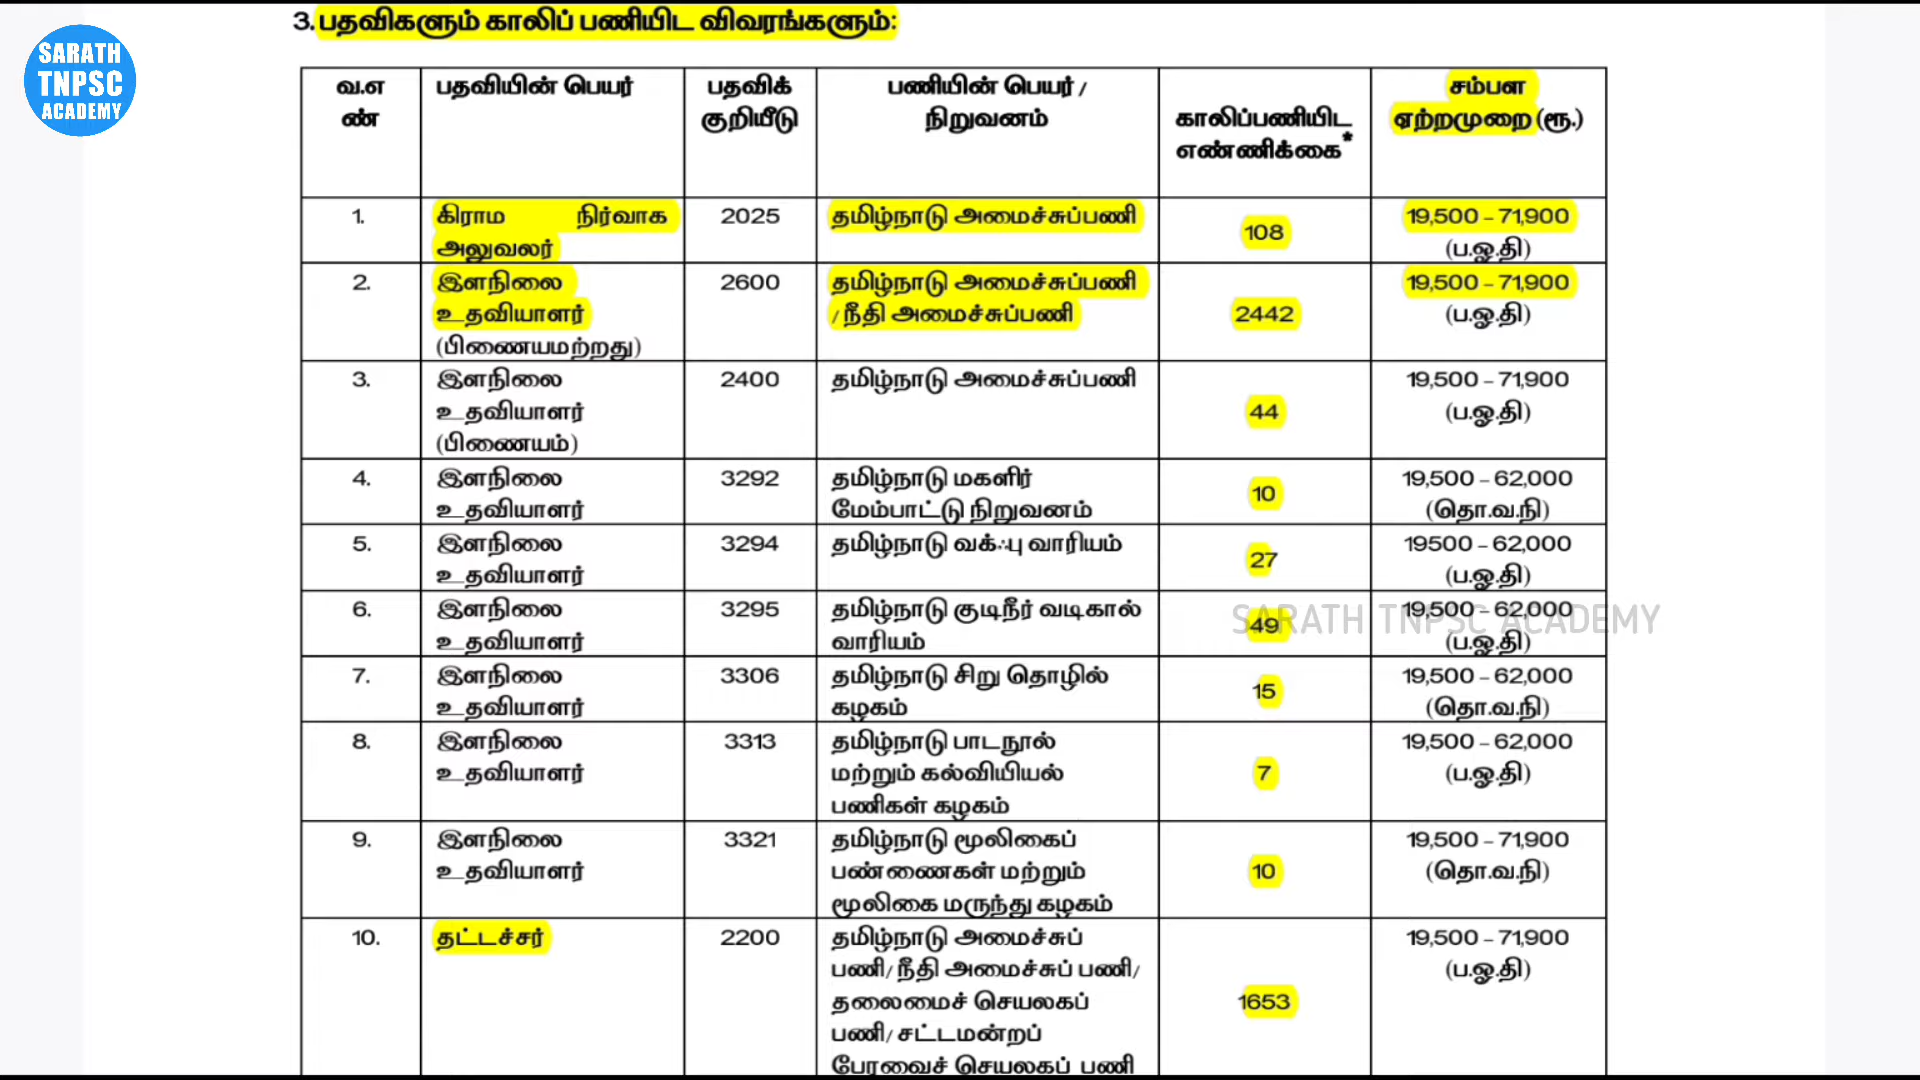 3. பதவிகளும் காலிப் பணியிட விவரங்களும்:
SARATH
TNPSC
ACADEMY
வ.எ
ண்
பதவியின் பெயர்
பதவிக்
குறியீடு
பணியின் பெயர் /
நிறுவனம்
காலிப்பணியிட
எண்ணிக்கை*
சம்பள
ஏற்றமுறை (ரூ.)
1.
கிராம நிர்வாக
அலுவலர்
2025
தமிழ்நாடு அமைச்சுப்பணி
108
19,500 – 71,900
(ப.ஓ.தி)
2.
இளநிலை
உதவியாளர்
(பிணையமற்றது)
2600
தமிழ்நாடு அமைச்சுப்பணி
/ நீதி அமைச்சுப்பணி
2442
19,500 – 71,900
(ப.ஓ.தி)
3.
இளநிலை
உதவியாளர்
(பிணையம்)
2400
தமிழ்நாடு அமைச்சுப்பணி
44
19,500 – 71,900
(ப.ஓ.தி)
4.
இளநிலை
உதவியாளர்
3292
தமிழ்நாடு மகளிர்
மேம்பாட்டு நிறுவனம்
10
19,500 – 62,000
(தொ.வ.நி)
5.
இளநிலை
உதவியாளர்
3294
தமிழ்நாடு வக்ஃபு வாரியம்
27
19500 – 62,000
(ப.ஓ.தி)
6.
இளநிலை
உதவியாளர்
3295
தமிழ்நாடு குடிநீர் வடிகால்
வாரியம்
49
19,500 – 62,000
(ப.ஓ.தி)
SARATH TNPSC ACADEMY
7.
இளநிலை
உதவியாளர்
3306
தமிழ்நாடு சிறு தொழில்
கழகம்
15
19,500 – 62,000
(தொ.வ.நி)
8.
இளநிலை
உதவியாளர்
3313
தமிழ்நாடு பாடநூல்
மற்றும் கல்வியியல்
பணிகள் கழகம்
7
19,500 – 62,000
(ப.ஓ.தி)
9.
இளநிலை
உதவியாளர்
3321
தமிழ்நாடு மூலிகைப்
பண்ணைகள் மற்றும்
மூலிகை மருந்து கழகம்
10
19,500 – 71,900
(தொ.வ.நி)
10.
தட்டச்சர்
2200
தமிழ்நாடு அமைச்சுப்
பணி/ நீதி அமைச்சுப் பணி/
தலைமைச் செயலகப்
பணி/ சட்டமன்றப்
பேரவைச் செயலகப் பணி
1653
19,500 – 71,900
(ப.ஓ.தி)